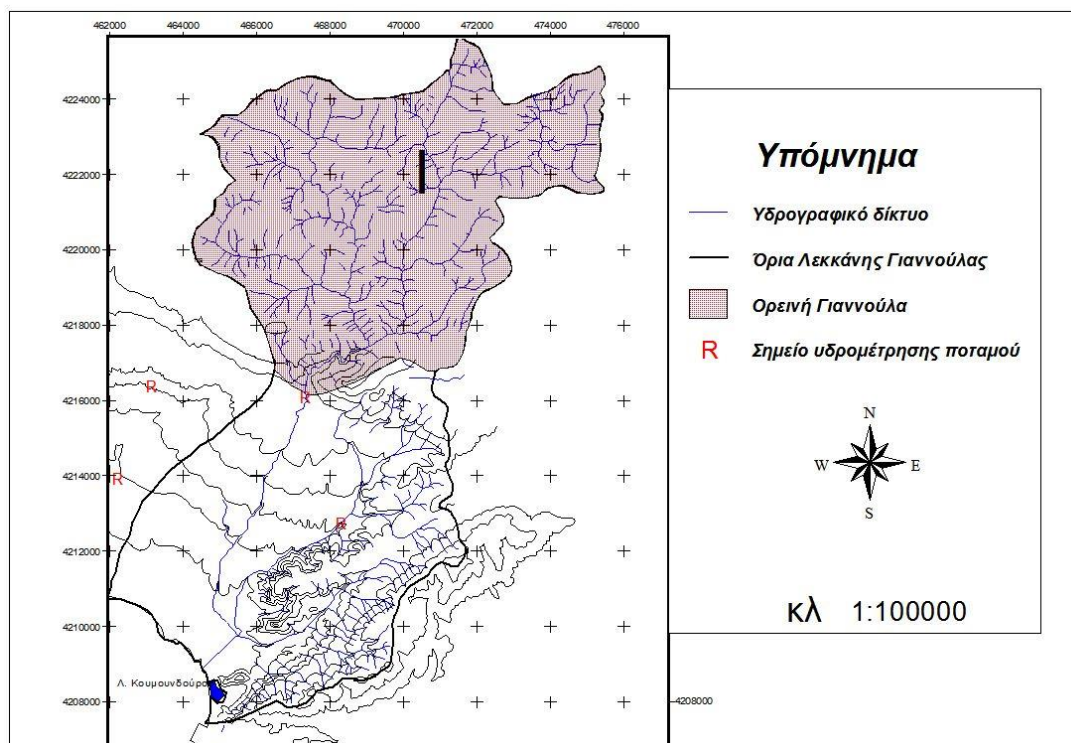 462000 464000 466000 468000 470000 472000 474000 476000
4224000
4222000
4220000
4218000
4216000
4214000
4212000
4210000
4208000
4208000
R
R
R
R
Λ. Κουμουνδούρο
Υπόμνημα
Υδρογραφικό δίκτυο
Όρια Λεκκάνης Γιαννούλας
Ορεινή Γιαννούλα
R Σημείο υδρομέτρησης ποταμού
N
W E
S
κλ 1:100000